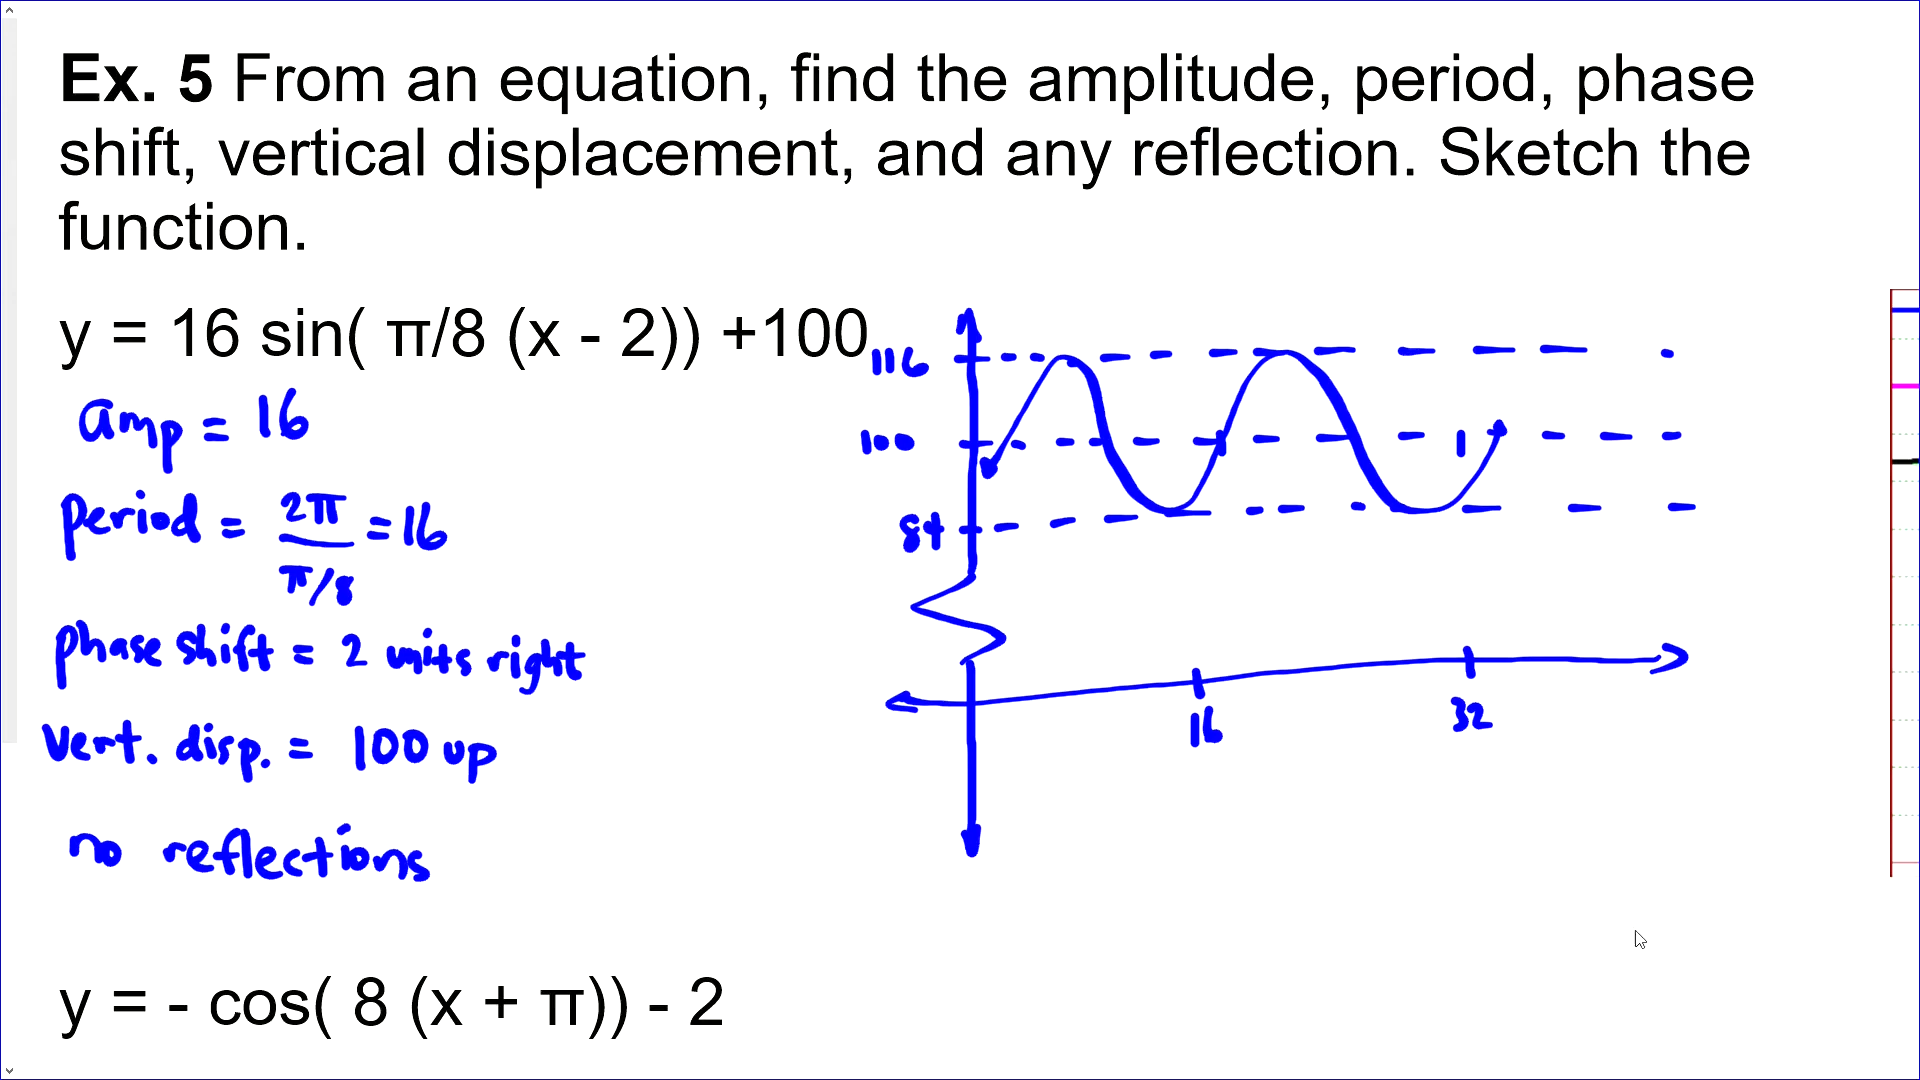 Ex. 5 From an equation, find the amplitude, period, phase
shift, vertical displacement, and any reflection. Sketch the
function.
y = 16 sin( π/8 (x - 2)) +100
amp = 16
period = 2π / π/8 = 16
phase shift = 2 units right
vert. disp. = 100 up
no reflections
116
100
84
16
32
y = - cos( 8 (x + π)) - 2